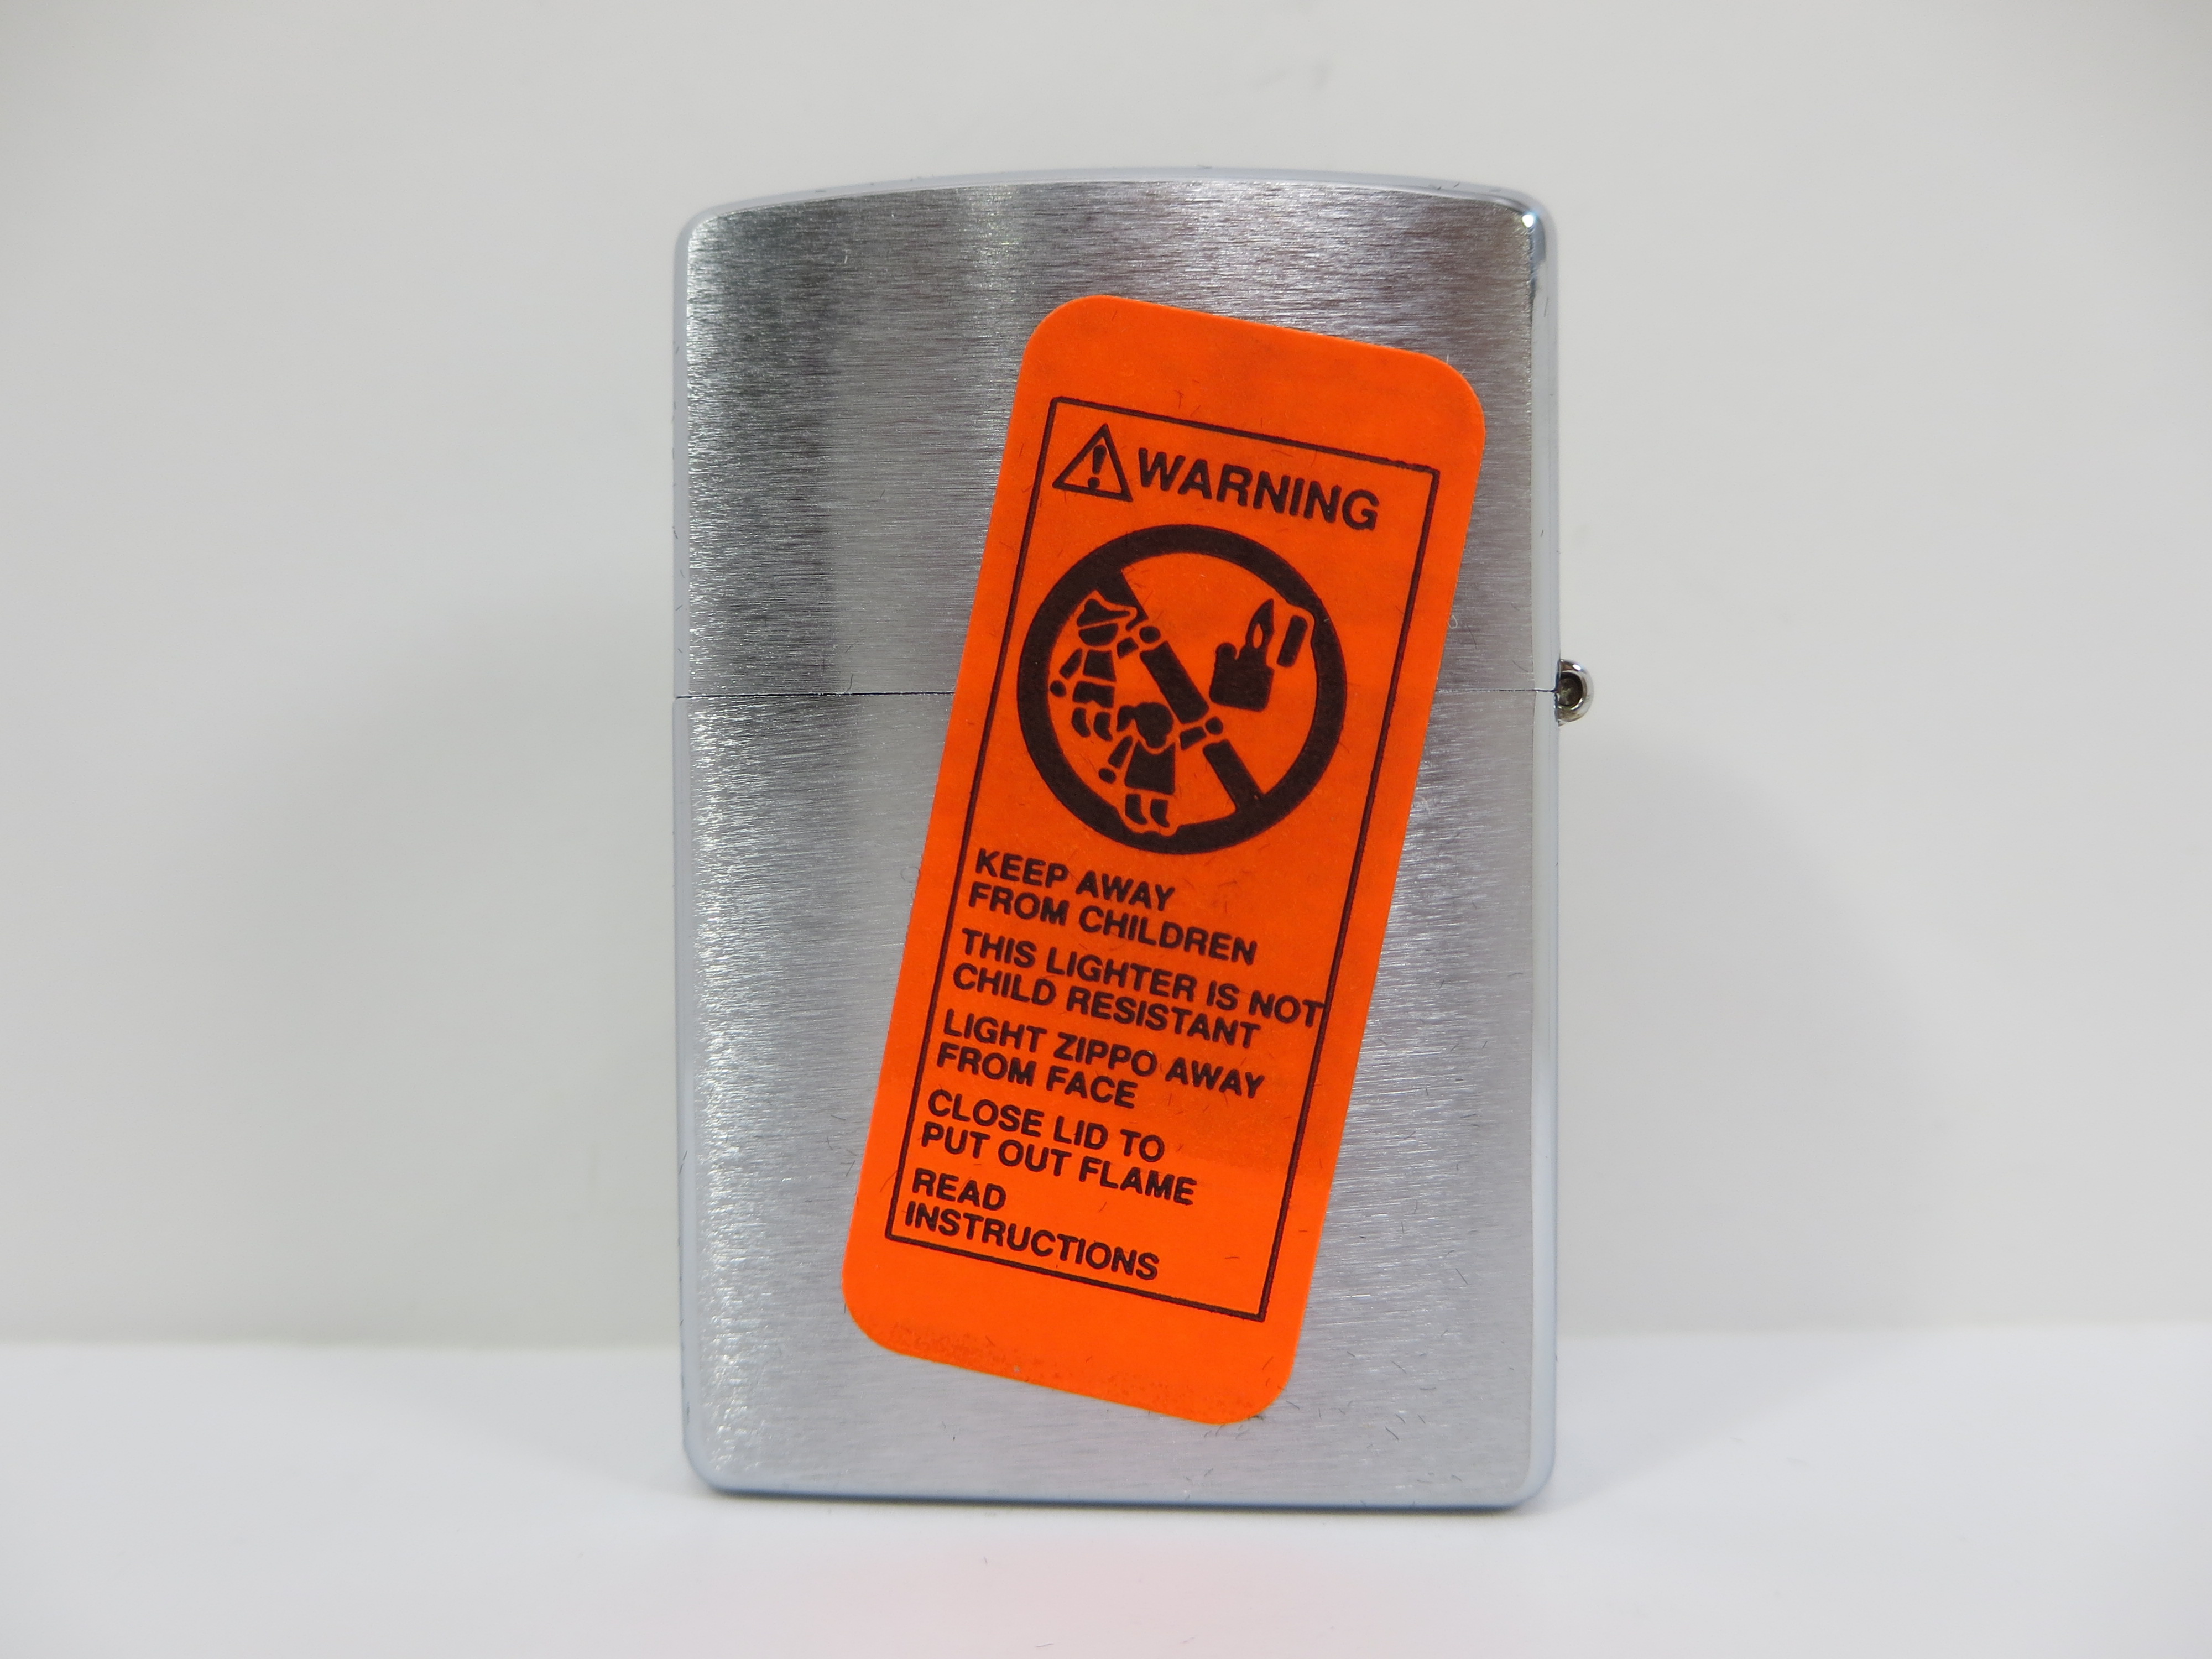 WARNING
KEEP AWAY
FROM CHILDREN
THIS LIGHTER IS NOT
CHILD RESISTANT
LIGHT ZIPPO AWAY
FROM FACE
CLOSE LID TO
PUT OUT FLAME
READ
INSTRUCTIONS